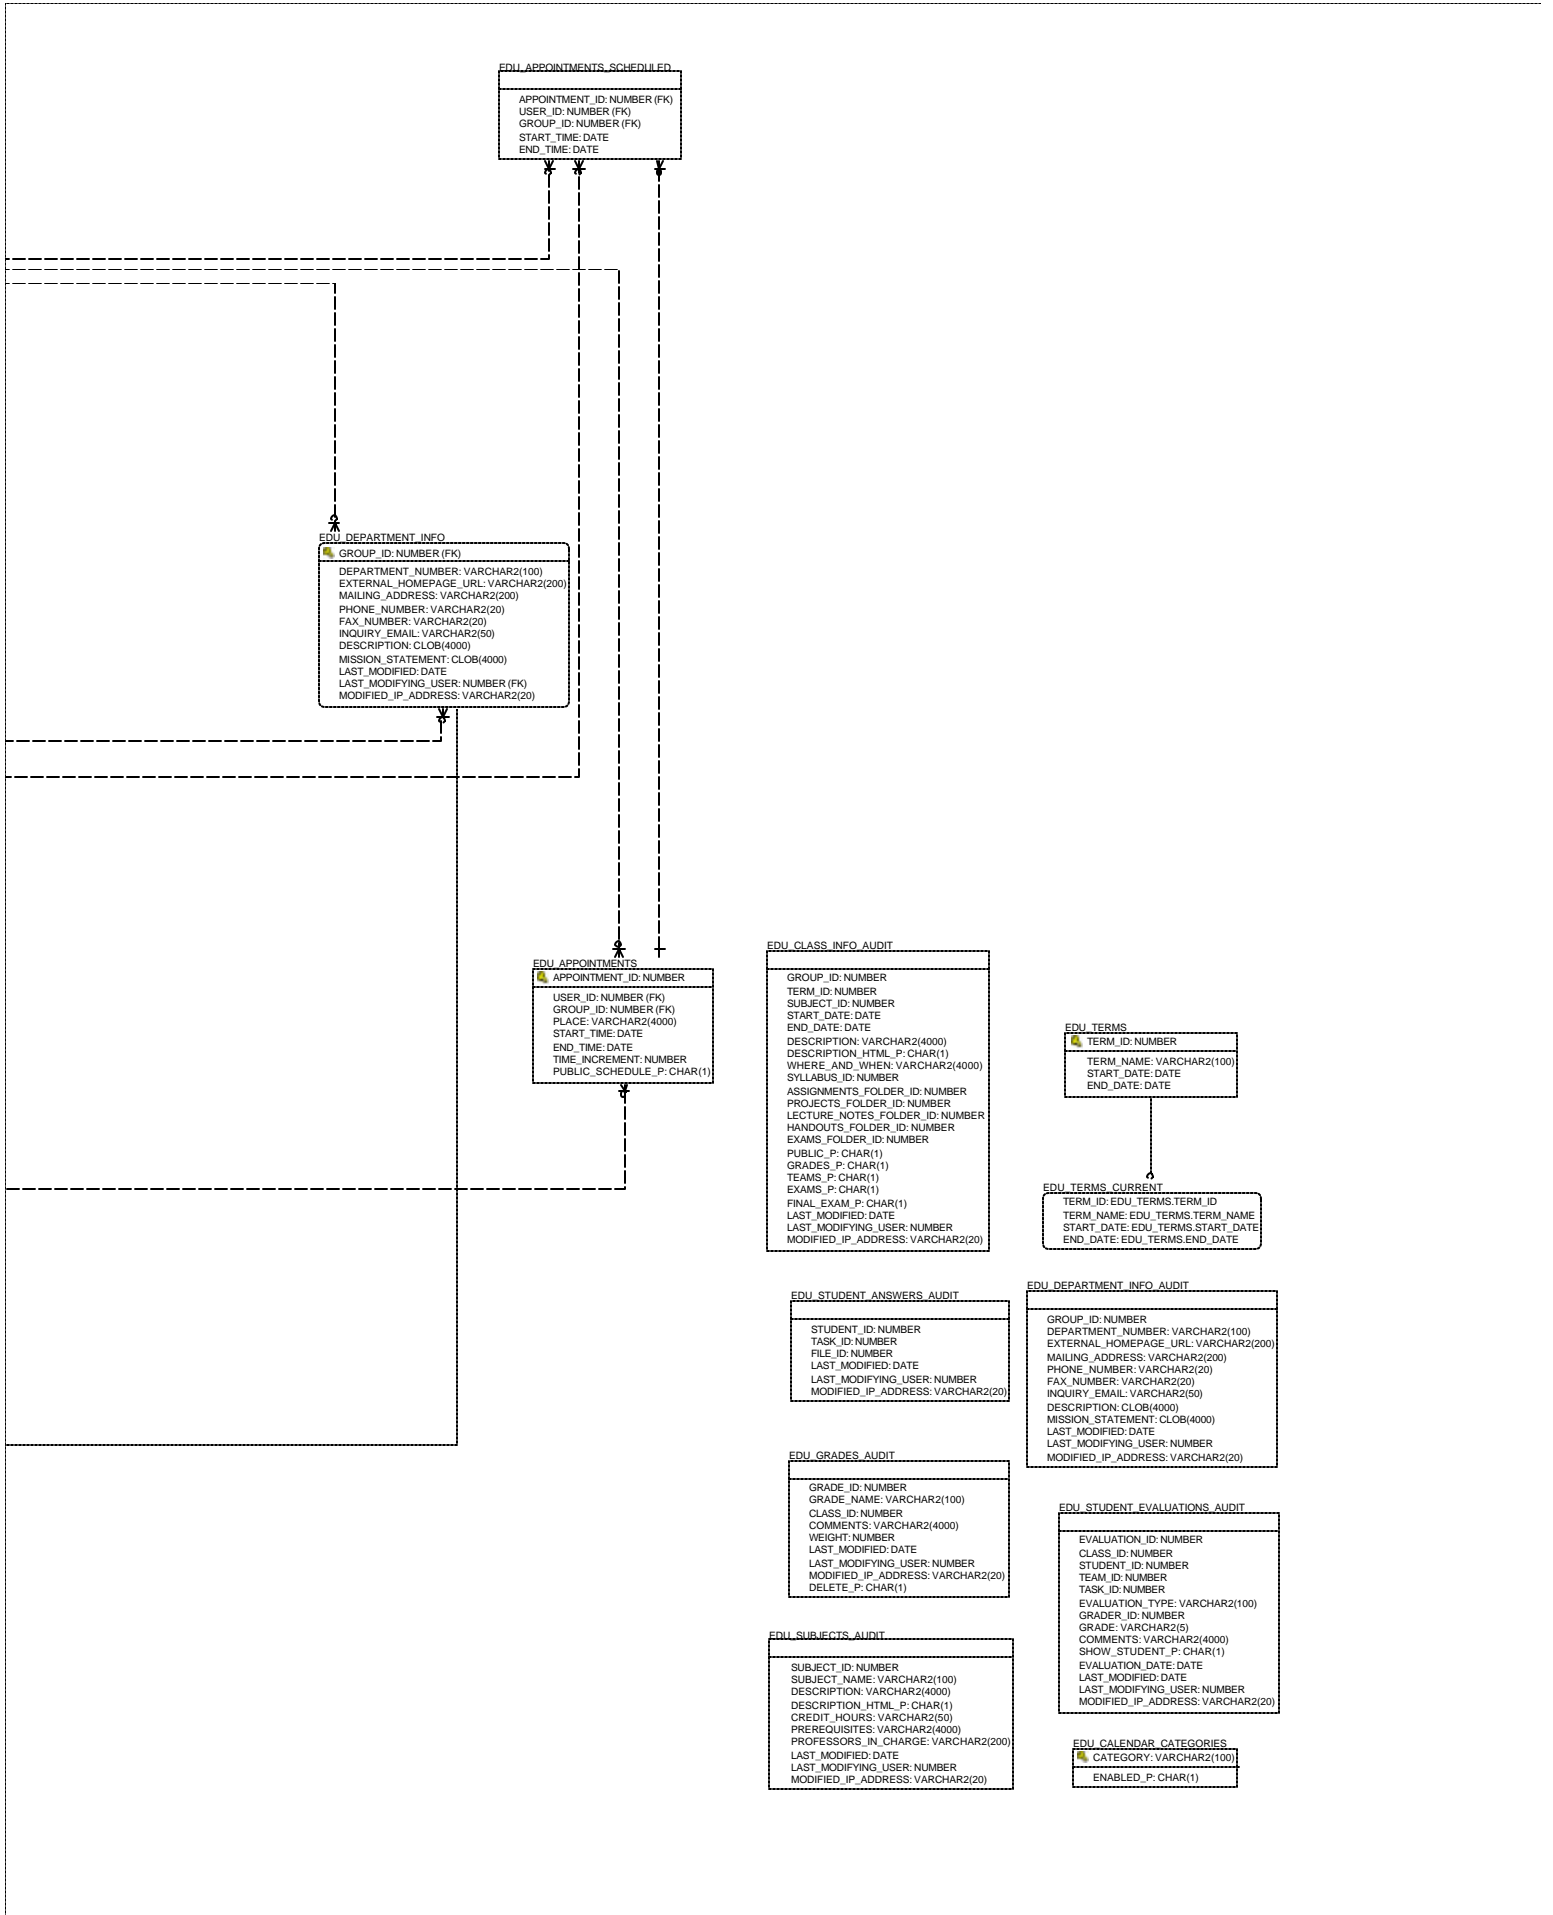 EDU_APPOINTMENTS_SCHEDULED
APPOINTMENT_ID: NUMBER (FK)
USER_ID: NUMBER (FK)
GROUP_ID: NUMBER (FK)
START_TIME: DATE
END_TIME: DATE
EDU_DEPARTMENT_INFO
GROUP_ID: NUMBER (FK)
DEPARTMENT_NUMBER: VARCHAR2(100)
EXTERNAL_HOMEPAGE_URL: VARCHAR2(200)
MAILING_ADDRESS: VARCHAR2(200)
PHONE_NUMBER: VARCHAR2(20)
FAX_NUMBER: VARCHAR2(20)
INQUIRY_EMAIL: VARCHAR2(50)
DESCRIPTION: CLOB(4000)
MISSION_STATEMENT: CLOB(4000)
LAST_MODIFIED: DATE
LAST_MODIFYING_USER: NUMBER (FK)
MODIFIED_IP_ADDRESS: VARCHAR2(20)
EDU_APPOINTMENTS
APPOINTMENT_ID: NUMBER
USER_ID: NUMBER (FK)
GROUP_ID: NUMBER (FK)
PLACE: VARCHAR2(4000)
START_TIME: DATE
END_TIME: DATE
TIME_INCREMENT: NUMBER
PUBLIC_SCHEDULE_P: CHAR(1)
EDU_CLASS_INFO_AUDIT
GROUP_ID: NUMBER
TERM_ID: NUMBER
SUBJECT_ID: NUMBER
START_DATE: DATE
END_DATE: DATE
DESCRIPTION: VARCHAR2(4000)
DESCRIPTION_HTML_P: CHAR(1)
WHERE_AND_WHEN: VARCHAR2(4000)
SYLLABUS_ID: NUMBER
ASSIGNMENTS_FOLDER_ID: NUMBER
PROJECTS_FOLDER_ID: NUMBER
LECTURE_NOTES_FOLDER_ID: NUMBER
HANDOUTS_FOLDER_ID: NUMBER
EXAMS_FOLDER_ID: NUMBER
PUBLIC_P: CHAR(1)
GRADES_P: CHAR(1)
TEAMS_P: CHAR(1)
EXAMS_P: CHAR(1)
FINAL_EXAM_P: CHAR(1)
LAST_MODIFIED: DATE
LAST_MODIFYING_USER: NUMBER
MODIFIED_IP_ADDRESS: VARCHAR2(20)
EDU_TERMS
TERM_ID: NUMBER
TERM_NAME: VARCHAR2(100)
START_DATE: DATE
END_DATE: DATE
EDU_TERMS_CURRENT
TERM_ID: EDU_TERMS.TERM_ID
TERM_NAME: EDU_TERMS.TERM_NAME
START_DATE: EDU_TERMS.START_DATE
END_DATE: EDU_TERMS.END_DATE
EDU_STUDENT_ANSWERS_AUDIT
STUDENT_ID: NUMBER
TASK_ID: NUMBER
FILE_ID: NUMBER
LAST_MODIFIED: DATE
LAST_MODIFYING_USER: NUMBER
MODIFIED_IP_ADDRESS: VARCHAR2(20)
EDU_DEPARTMENT_INFO_AUDIT
GROUP_ID: NUMBER
DEPARTMENT_NUMBER: VARCHAR2(100)
EXTERNAL_HOMEPAGE_URL: VARCHAR2(200)
MAILING_ADDRESS: VARCHAR2(200)
PHONE_NUMBER: VARCHAR2(20)
FAX_NUMBER: VARCHAR2(20)
INQUIRY_EMAIL: VARCHAR2(50)
DESCRIPTION: CLOB(4000)
MISSION_STATEMENT: CLOB(4000)
LAST_MODIFIED: DATE
LAST_MODIFYING_USER: NUMBER
MODIFIED_IP_ADDRESS: VARCHAR2(20)
EDU_GRADES_AUDIT
GRADE_ID: NUMBER
GRADE_NAME: VARCHAR2(100)
CLASS_ID: NUMBER
COMMENTS: VARCHAR2(4000)
WEIGHT: NUMBER
LAST_MODIFIED: DATE
LAST_MODIFYING_USER: NUMBER
MODIFIED_IP_ADDRESS: VARCHAR2(20)
DELETE_P: CHAR(1)
EDU_STUDENT_EVALUATIONS_AUDIT
EVALUATION_ID: NUMBER
CLASS_ID: NUMBER
STUDENT_ID: NUMBER
TEAM_ID: NUMBER
TASK_ID: NUMBER
EVALUATION_TYPE: VARCHAR2(100)
GRADER_ID: NUMBER
GRADE: VARCHAR2(5)
COMMENTS: VARCHAR2(4000)
SHOW_STUDENT_P: CHAR(1)
EVALUATION_DATE: DATE
LAST_MODIFIED: DATE
LAST_MODIFYING_USER: NUMBER
MODIFIED_IP_ADDRESS: VARCHAR2(20)
EDU_SUBJECTS_AUDIT
SUBJECT_ID: NUMBER
SUBJECT_NAME: VARCHAR2(100)
DESCRIPTION: VARCHAR2(4000)
DESCRIPTION_HTML_P: CHAR(1)
CREDIT_HOURS: VARCHAR2(50)
PREREQUISITES: VARCHAR2(4000)
PROFESSORS_IN_CHARGE: VARCHAR2(200)
LAST_MODIFIED: DATE
LAST_MODIFYING_USER: NUMBER
MODIFIED_IP_ADDRESS: VARCHAR2(20)
EDU_CALENDAR_CATEGORIES
CATEGORY: VARCHAR2(100)
ENABLED_P: CHAR(1)